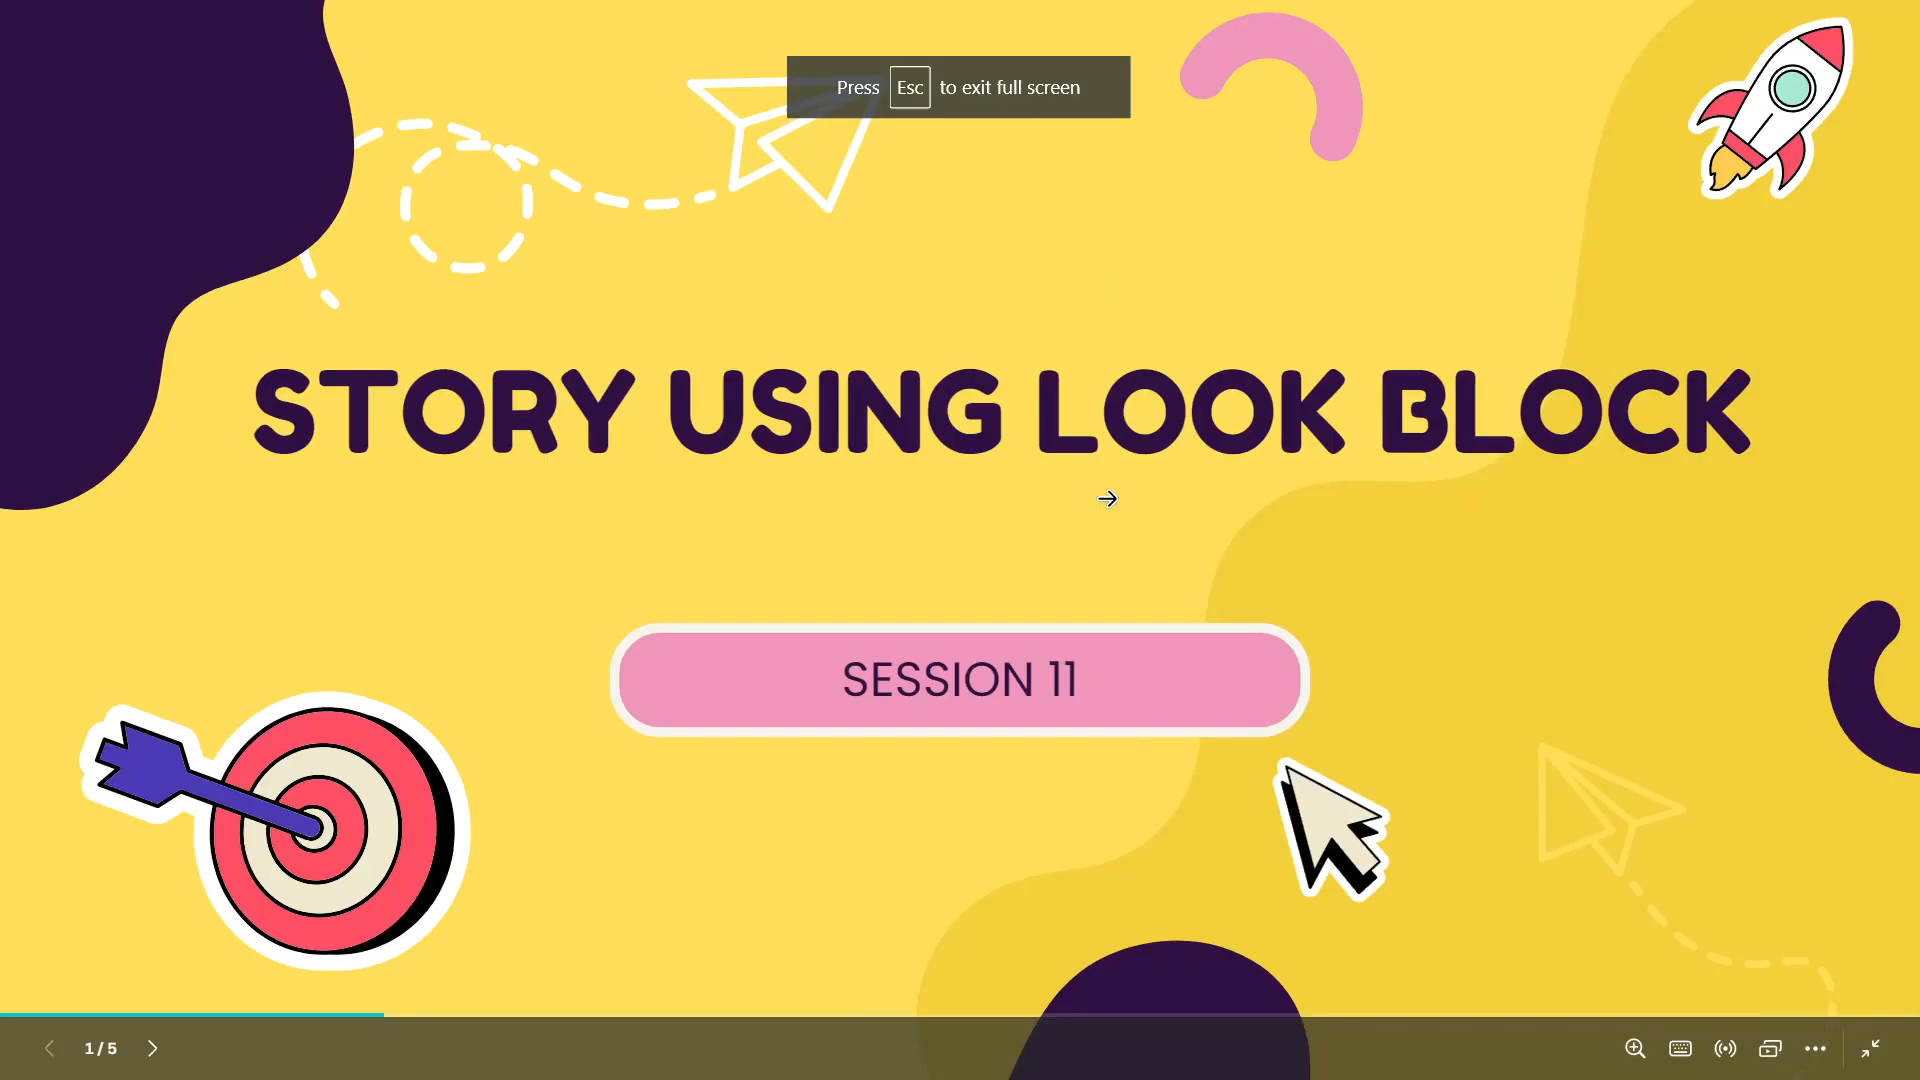 Press Esc to exit full screen
STORY USING LOOK BLOCK
SESSION 11
1 / 5